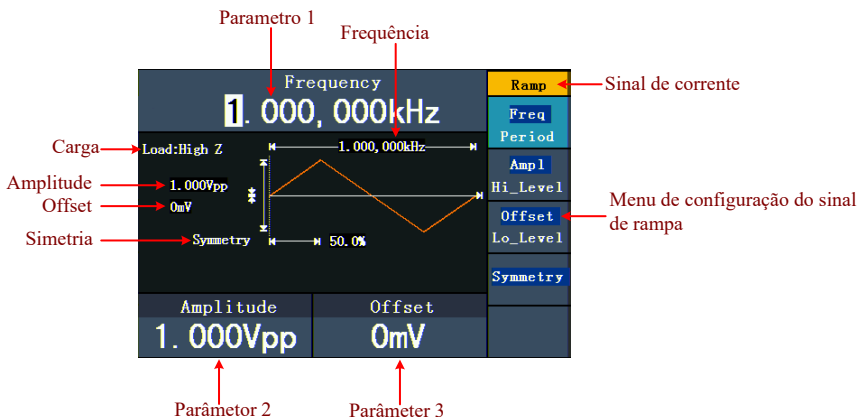 Parametro 1
Frequência
Frequency
1.000,000kHz
Ramp
Sinal de corrente
Freq
Period
Carga
Load:High Z
1.000,000kHz
Ampl
Hi_Level
Amplitude
1.000Vpp
Offset
0mV
Offset
Lo_Level
Menu de configuração do sinal
de rampa
Simetria
Symmetry
50.0%
Symmetry
Amplitude
Offset
1.000Vpp
0mV
Parâmetor 2
Parâmeter 3